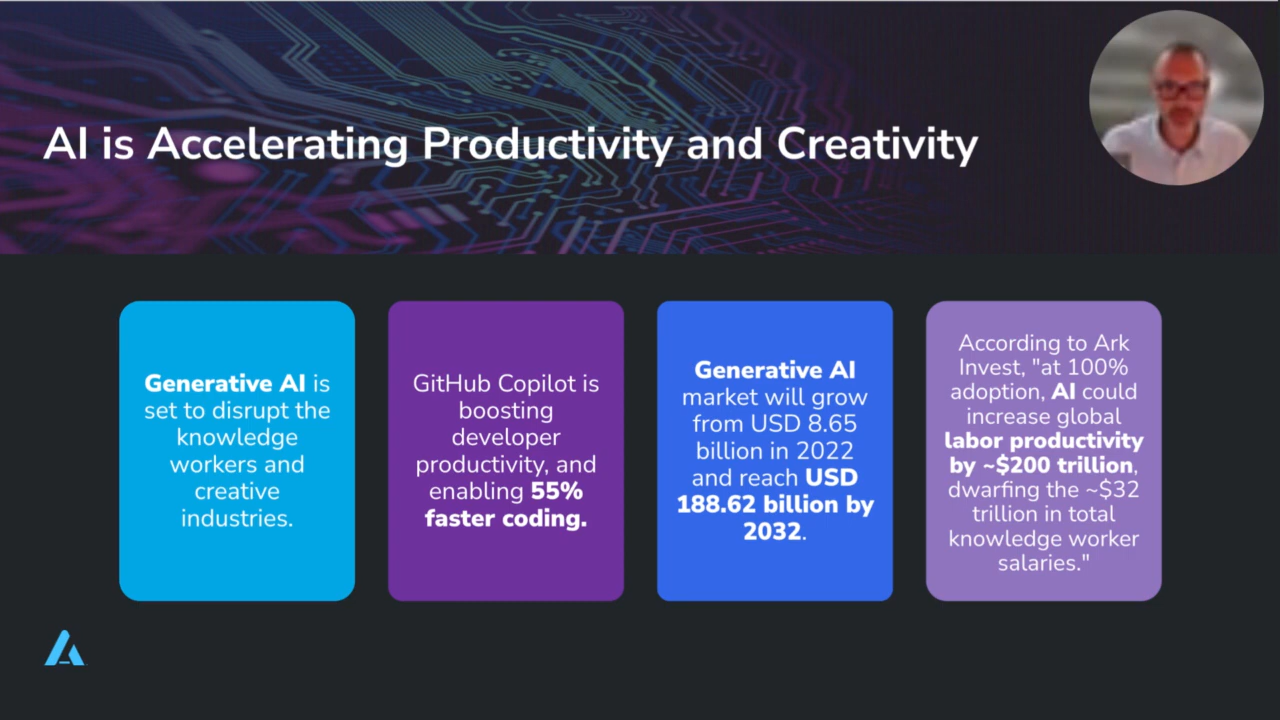 AI is Accelerating Productivity and Creativity
Generative AI is
set to disrupt the
knowledge
workers and
creative
industries.
GitHub Copilot is
boosting
developer
productivity, and
enabling 55%
faster coding.
Generative AI
market will grow
from USD 8.65
billion in 2022
and reach USD
188.62 billion by
2032.
According to Ark
Invest, "at 100%
adoption, AI could
increase global
labor productivity
by ~$200 trillion,
dwarfing the ~$32
trillion in total
knowledge worker
salaries."